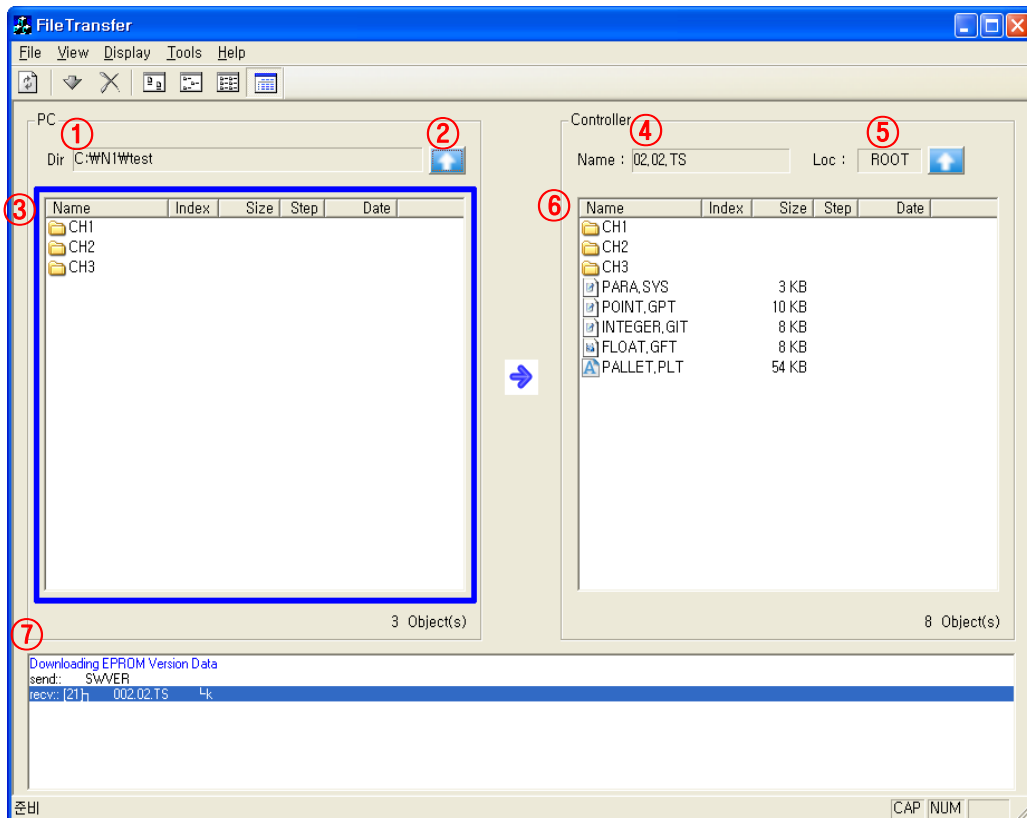 FileTransfer
File View Display Tools Help
PC
① ②
Dir C:₩N1₩test
③
Name Index Size Step Date
CH1
CH2
CH3
3 Object(s)
Controller
④ ⑤
Name : 02,02,TS Loc : ROOT
⑥
Name Index Size Step Date
CH1
CH2
CH3
PARA,SYS 3 KB
POINT,GPT 10 KB
INTEGER,GIT 8 KB
FLOAT,GFT 8 KB
PALLET,PLT 54 KB
8 Object(s)
⑦
Downloading EPROM Version Data
send:: SWVER
recv:: [21┒ 002.02.TS └k
준비 CAP NUM